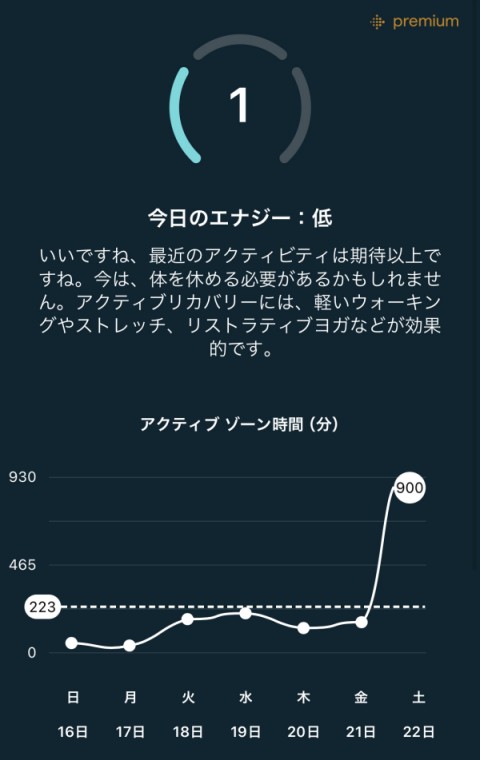 premium
1
今日のエナジー：低
いいですね、最近のアクティビティは期待以上で
すね。今は、体を休める必要があるかもしれませ
ん。アクティブリカバリーには、軽いウォーキン
グやストレッチ、リストラティブヨガなどが効果
的です。
アクティブ ゾーン時間 (分)
930
900
465
223
0
日 月 火 水 木 金 土
16日 17日 18日 19日 20日 21日 22日